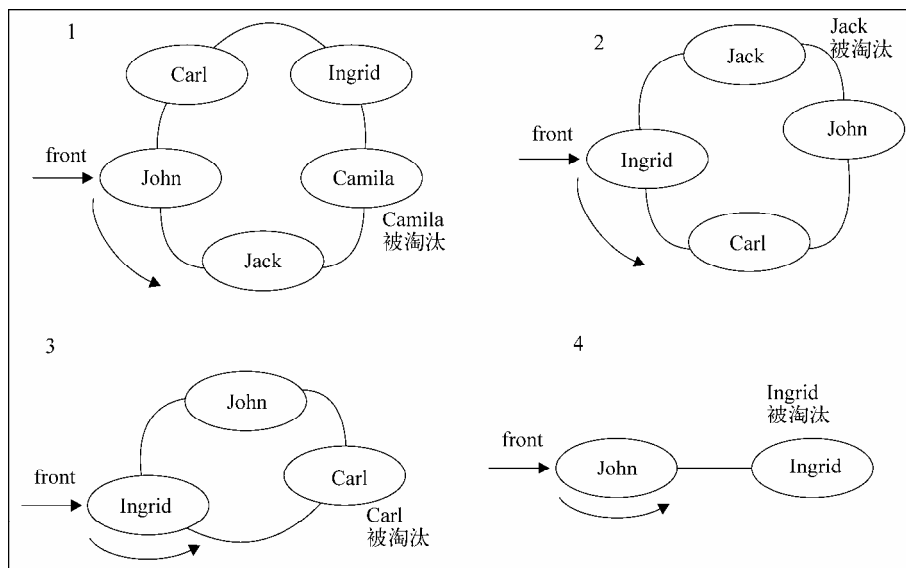 1
Carl
Ingrid
front
John
Camila
Camila
被淘汰
Jack
2
Jack
Jack
被淘汰
front
John
Ingrid
Carl
3
John
front
Ingrid
Carl
Carl
被淘汰
4
Ingrid
被淘汰
front
John
Ingrid